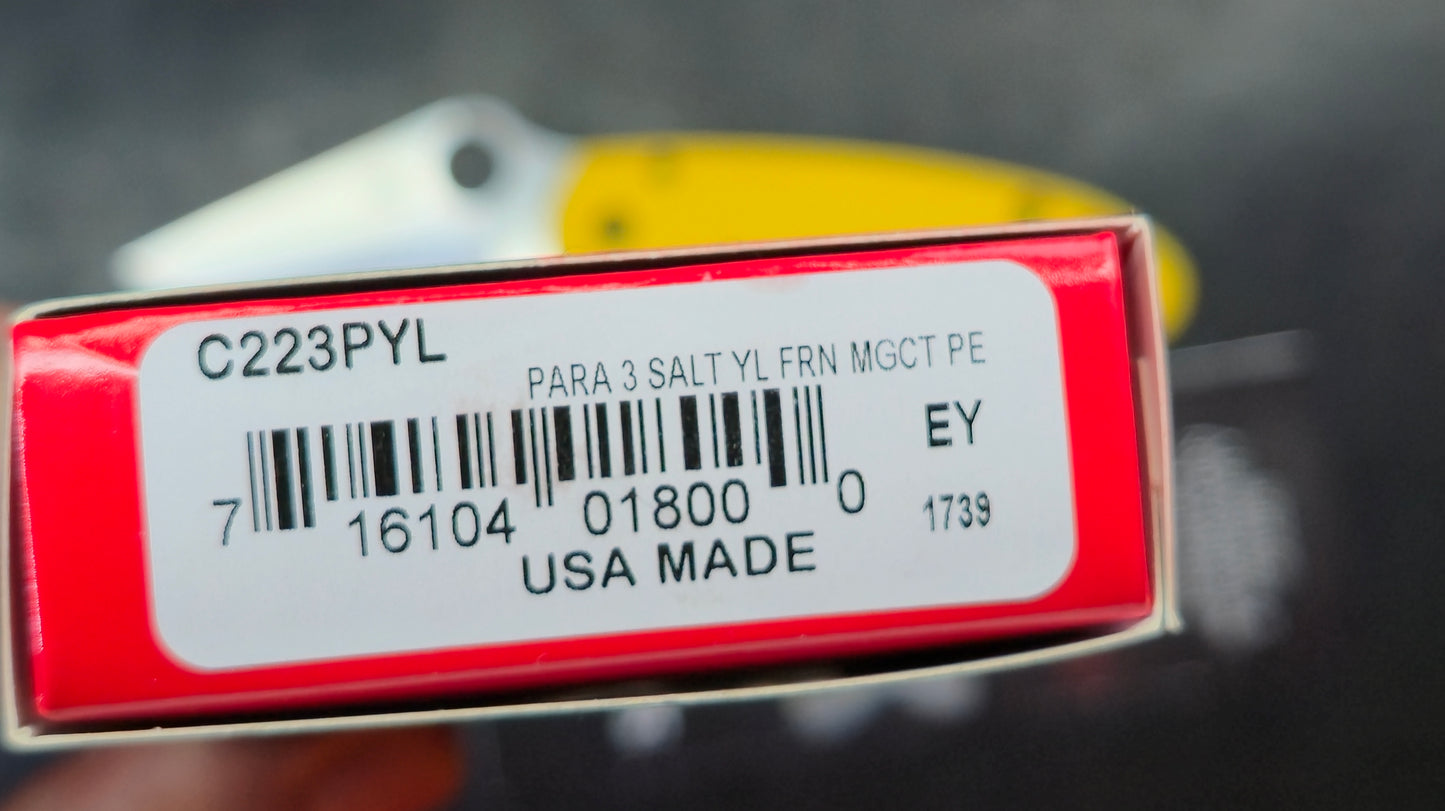 C223PYL
PARA 3 SALT YL FRN MGCT PE
EY
7 16104 01800 0
1739
USA MADE